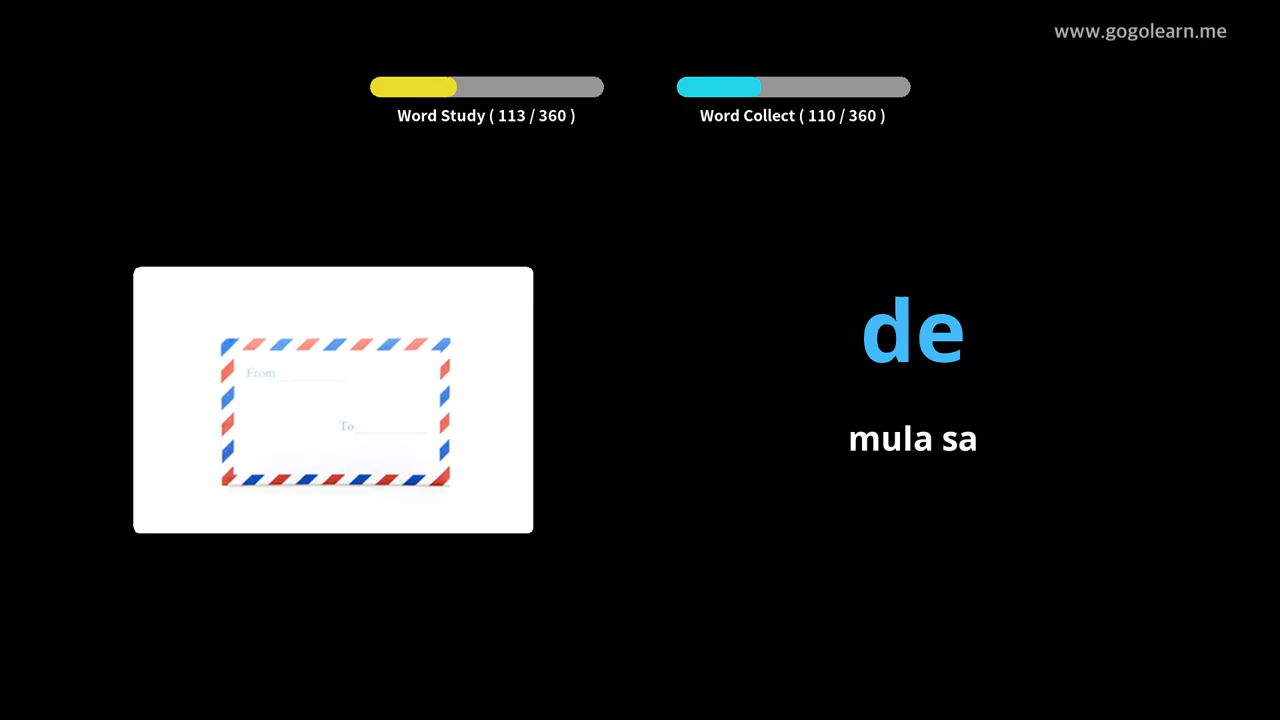 www.gogolearn.me
Word Study ( 113 / 360 )
Word Collect ( 110 / 360 )
From
To
de
mula sa